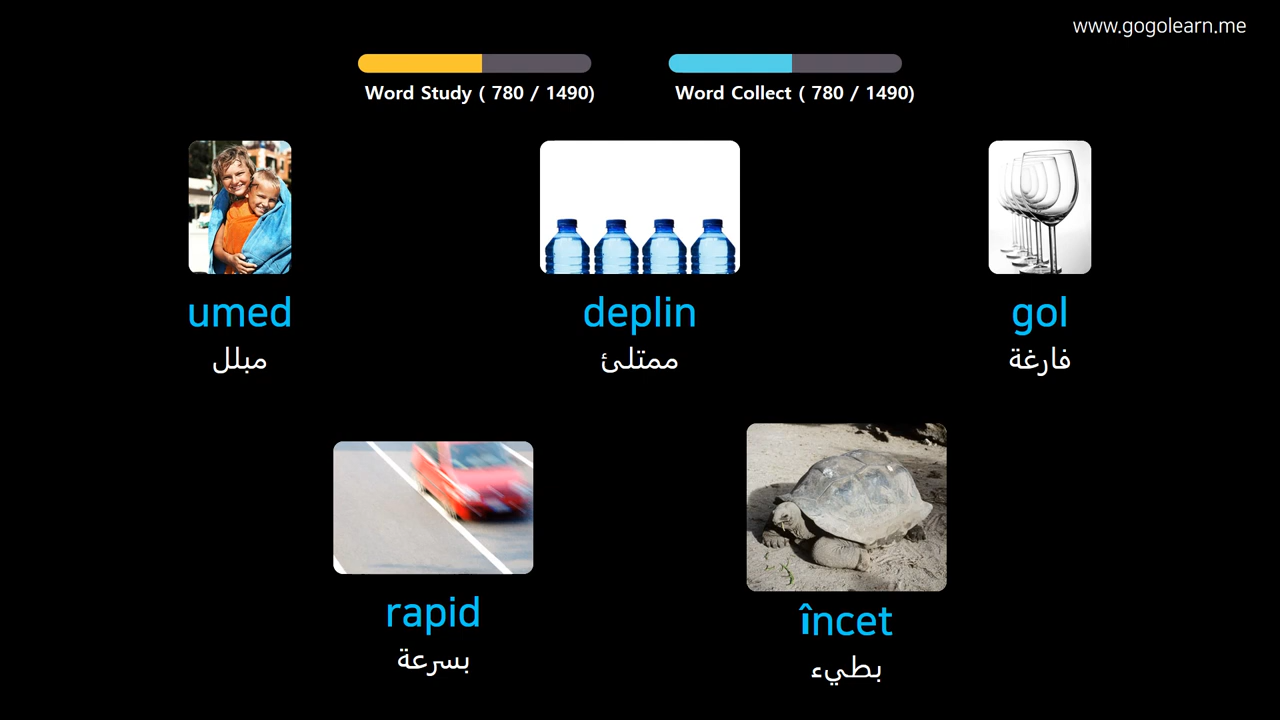 www.gogolearn.me
Word Study ( 780 / 1490)
Word Collect ( 780 / 1490)
umed
مبلل
deplin
ممتلئ
gol
فارغة
rapid
بسرعة
încet
بطيء